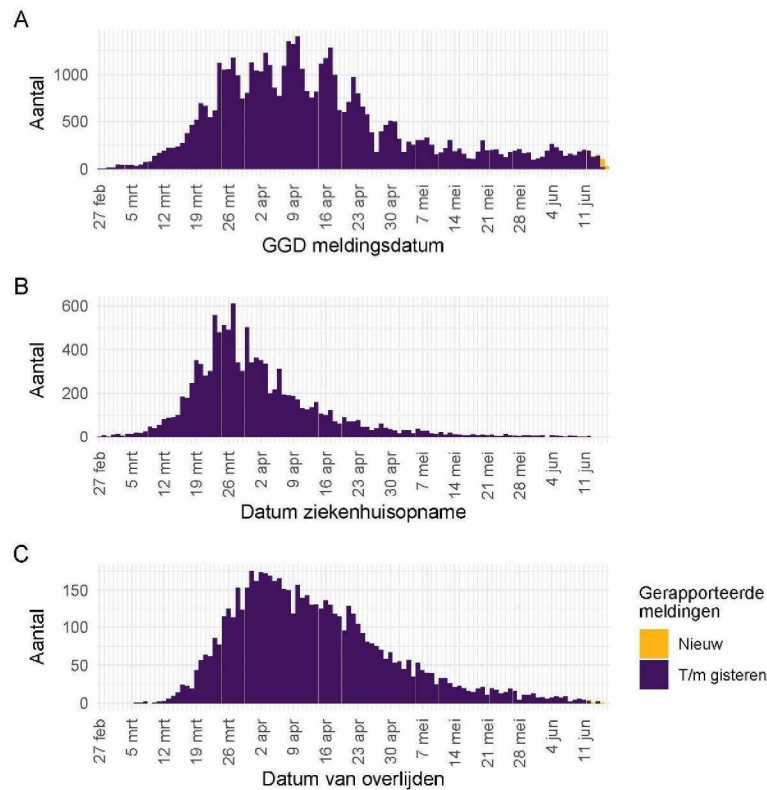 A
1000
500
0
Aantal
27 feb
5 mrt
12 mrt
19 mrt
26 mrt
2 apr
9 apr
16 apr
23 apr
30 apr
7 mei
14 mei
21 mei
28 mei
4 jun
11 jun
GGD meldingsdatum
B
600
400
200
0
Aantal
27 feb
5 mrt
12 mrt
19 mrt
26 mrt
2 apr
9 apr
16 apr
23 apr
30 apr
7 mei
14 mei
21 mei
28 mei
4 jun
11 jun
Datum ziekenhuisopname
C
150
100
50
0
Aantal
27 feb
5 mrt
12 mrt
19 mrt
26 mrt
2 apr
9 apr
16 apr
23 apr
30 apr
7 mei
14 mei
21 mei
28 mei
4 jun
11 jun
Datum van overlijden
Gerapporteerde
meldingen
Nieuw
T/m gisteren